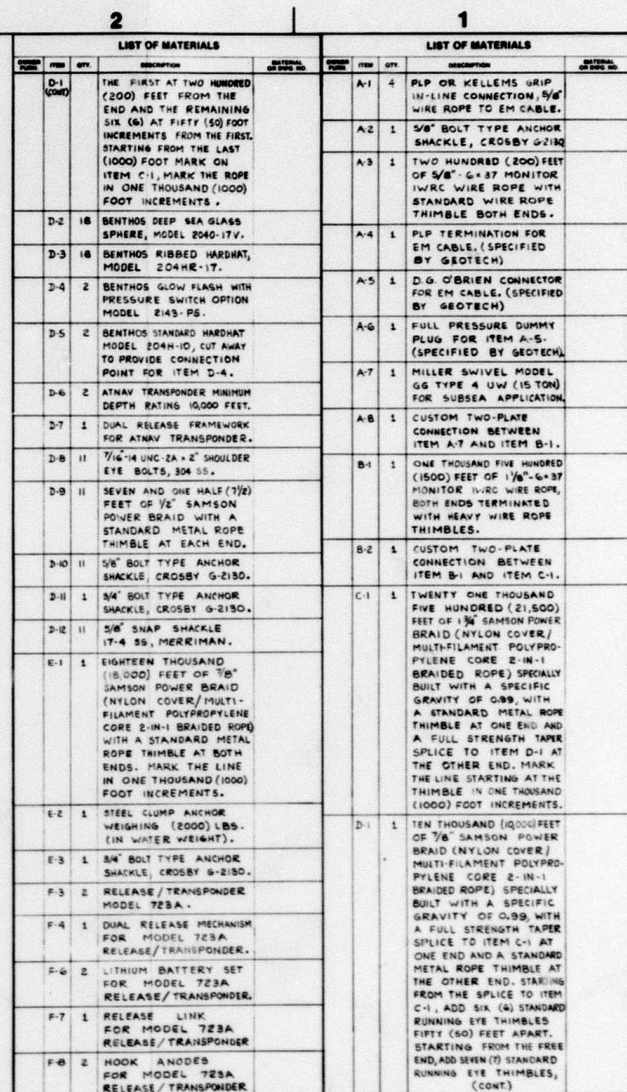 2 1
LIST OF MATERIALS
OWNER FURN. ITEM QTY. DESCRIPTION MATERIAL OR DWG. NO.
D-1 (CONT) THE FIRST AT TWO HUNDRED
(200) FEET FROM THE
END AND THE REMAINING
SIX (6) AT FIFTY (50) FOOT
INCREMENTS FROM THE FIRST.
STARTING FROM THE LAST
(1000) FOOT MARK ON
ITEM C-1, MARK THE ROPE
IN ONE THOUSAND (1000)
FOOT INCREMENTS.
D-2 16 BENTHOS DEEP SEA GLASS
SPHERE, MODEL 2040-17V.
D-3 16 BENTHOS RIBBED HARDHAT,
MODEL 204HR-17.
D-4 2 BENTHOS GLOW FLASH WITH
PRESSURE SWITCH OPTION
MODEL 2143-PS.
D-5 2 BENTHOS STANDARD HARDHAT
MODEL 204H-10, CUT AWAY
TO PROVIDE CONNECTION
POINT FOR ITEM D-4.
D-6 2 ATNAV TRANSPONDER MINIMUM
DEPTH RATING 10,000 FEET.
D-7 1 DUAL RELEASE FRAMEWORK
FOR ATNAV TRANSPONDER.
D-8 11 7/16-14 UNC-2A x 2" SHOULDER
EYE BOLTS, 304 SS.
D-9 11 SEVEN AND ONE HALF (7½)
FEET OF 1/2" SAMSON
POWER BRAID WITH A
STANDARD METAL ROPE
THIMBLE AT EACH END.
D-10 11 5/8" BOLT TYPE ANCHOR
SHACKLE, CROSBY G-2130.
D-11 1 3/4" BOLT TYPE ANCHOR
SHACKLE, CROSBY G-2130.
D-12 11 5/8" SNAP SHACKLE
17-4 SS, MERRIMAN.
E-1 1 EIGHTEEN THOUSAND
(18,000) FEET OF 7/8"
SAMSON POWER BRAID
(NYLON COVER/MULTI-
FILAMENT POLYPROPYLENE
CORE 2-IN-1 BRAIDED ROPE)
WITH A STANDARD METAL
ROPE THIMBLE AT BOTH
ENDS. MARK THE LINE
IN ONE THOUSAND (1000)
FOOT INCREMENTS.
E-2 1 STEEL CLUMP ANCHOR
WEIGHING (2000) LBS.
(IN WATER WEIGHT).
E-3 1 3/4" BOLT TYPE ANCHOR
SHACKLE, CROSBY G-2130.
F-3 2 RELEASE/TRANSPONDER
MODEL 723A.
F-4 1 DUAL RELEASE MECHANISM
FOR MODEL 723A
RELEASE/TRANSPONDER.
F-6 2 LITHIUM BATTERY SET
FOR MODEL 723A
RELEASE/TRANSPONDER.
F-7 1 RELEASE LINK
FOR MODEL 723A
RELEASE/TRANSPONDER
F-8 2 HOOK ANODES
FOR MODEL 723A
RELEASE/TRANSPONDER
LIST OF MATERIALS
OWNER FURN. ITEM QTY. DESCRIPTION MATERIAL OR DWG. NO.
A-1 4 PLP OR KELLEMS GRIP
IN-LINE CONNECTION, 5/8"
WIRE ROPE TO EM CABLE.
A-2 1 5/8" BOLT TYPE ANCHOR
SHACKLE, CROSBY G-2130
A-3 1 TWO HUNDRED (200) FEET
OF 5/8"-6x37 MONITOR
IWRC WIRE ROPE WITH
STANDARD WIRE ROPE
THIMBLE BOTH ENDS.
A-4 1 PLP TERMINATION FOR
EM CABLE. (SPECIFIED
BY GEOTECH)
A-5 1 D.G. O'BRIEN CONNECTOR
FOR EM CABLE. (SPECIFIED
BY GEOTECH)
A-6 1 FULL PRESSURE DUMMY
PLUG FOR ITEM A-5.
(SPECIFIED BY GEOTECH).
A-7 1 MILLER SWIVEL MODEL
GG TYPE 4 UW (15 TON)
FOR SUBSEA APPLICATION.
A-8 1 CUSTOM TWO-PLATE
CONNECTION BETWEEN
ITEM A-7 AND ITEM B-1.
B-1 1 ONE THOUSAND FIVE HUNDRED
(1500) FEET OF 1⅛"-6x37
MONITOR IWRC WIRE ROPE,
BOTH ENDS TERMINATED
WITH HEAVY WIRE ROPE
THIMBLES.
B-2 1 CUSTOM TWO-PLATE
CONNECTION BETWEEN
ITEM B-1 AND ITEM C-1.
C-1 1 TWENTY ONE THOUSAND
FIVE HUNDRED (21,500)
FEET OF 1¾" SAMSON POWER
BRAID (NYLON COVER/
MULTI-FILAMENT POLYPRO-
PYLENE CORE 2-IN-1
BRAIDED ROPE) SPECIALLY
BUILT WITH A SPECIFIC
GRAVITY OF 0.99, WITH
A STANDARD METAL ROPE
THIMBLE AT ONE END AND
A FULL STRENGTH TAPER
SPLICE TO ITEM D-1 AT
THE OTHER END. MARK
THE LINE STARTING AT THE
THIMBLE IN ONE THOUSAND
(1000) FOOT INCREMENTS.
D-1 1 TEN THOUSAND (10,000) FEET
OF 7/8" SAMSON POWER
BRAID (NYLON COVER/
MULTI-FILAMENT POLYPRO-
PYLENE CORE 2-IN-1
BRAIDED ROPE) SPECIALLY
BUILT WITH A SPECIFIC
GRAVITY OF 0.99, WITH
A FULL STRENGTH TAPER
SPLICE TO ITEM C-1 AT
ONE END AND A STANDARD
METAL ROPE THIMBLE AT
THE OTHER END. STARTING
FROM THE SPLICE TO ITEM
C-1, ADD SIX (6) STANDARD
RUNNING EYE THIMBLES
FIFTY (50) FEET APART.
STARTING FROM THE FREE
END, ADD SEVEN (7) STANDARD
RUNNING EYE THIMBLES,
(CONT.)